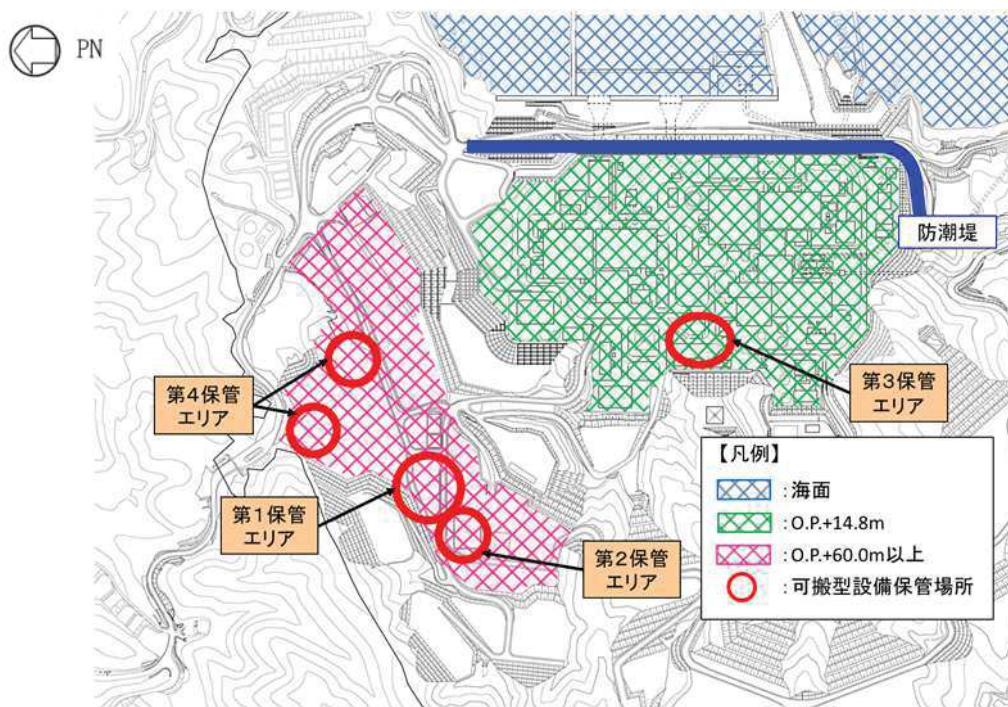 PN
防潮堤
第3保管
エリア
第4保管
エリア
第1保管
エリア
第2保管
エリア
【凡例】
:海面
:O.P.+14.8m
:O.P.+60.0m以上
:可搬型設備保管場所